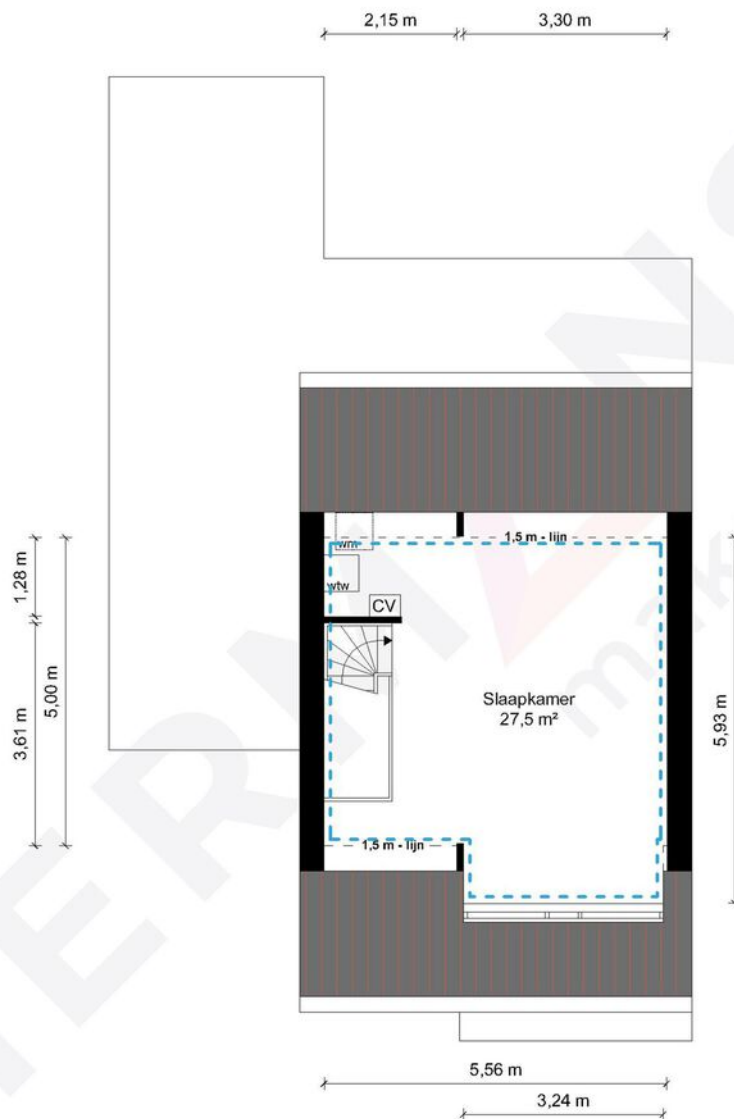 2,15 m
3,30 m
1,28 m
5,00 m
3,61 m
wm
1,5 m - lijn
wtw
CV
Slaapkamer
27,5 m²
5,93 m
1,5 m - lijn
5,56 m
3,24 m